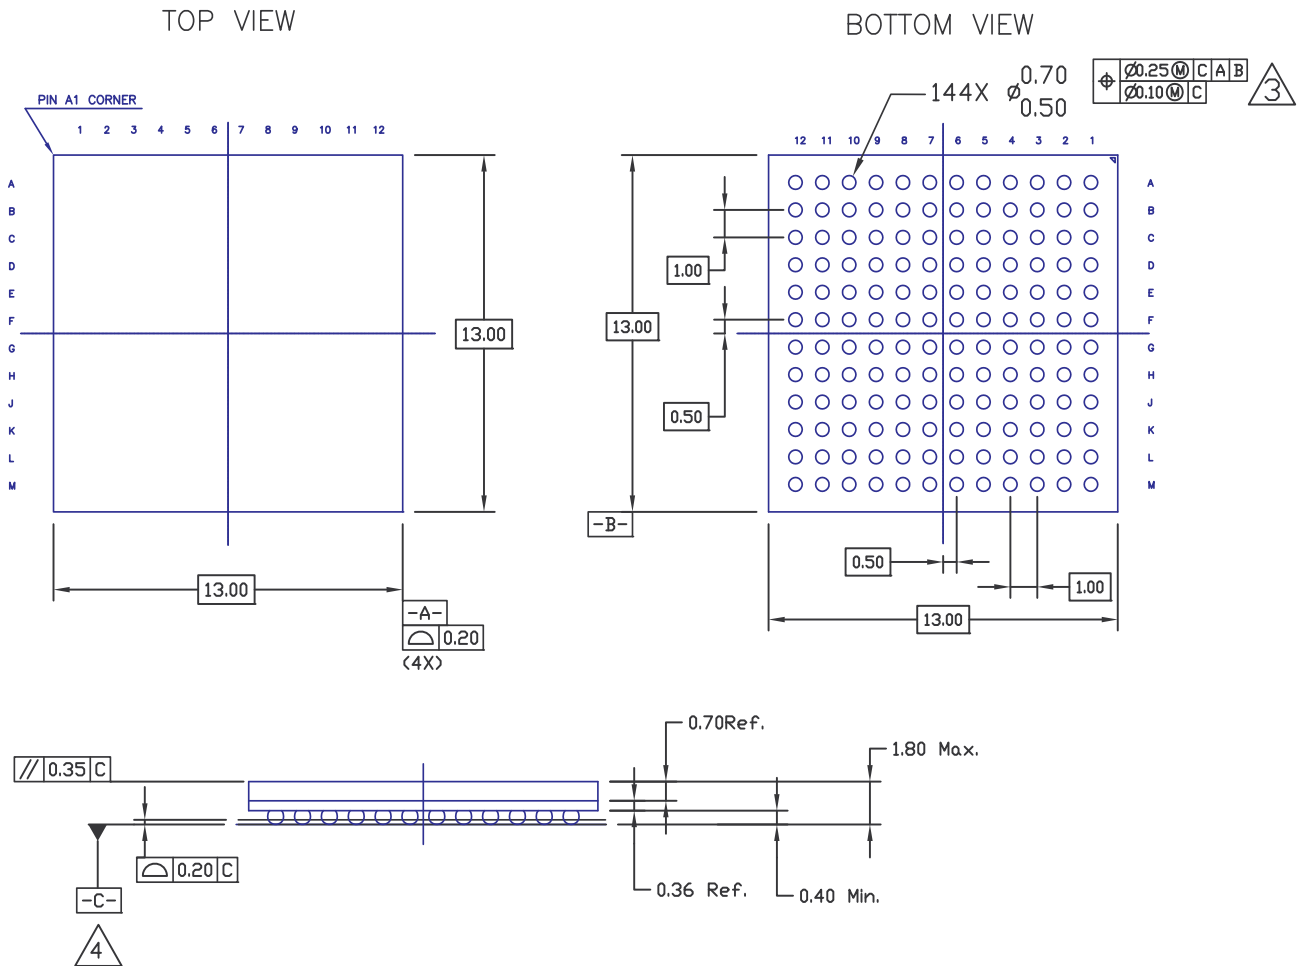 TOP VIEW
BOTTOM VIEW
PIN A1 CORNER
1 2 3 4 5 6 7 8 9 10 11 12
A
B
C
D
E
F
G
H
J
K
L
M
13.00
13.00
-A-
⌓ 0.20
(4X)
144X ⌀ 0.70
0.50
⌖ ⌀0.25 Ⓜ C A B
⌀0.10 Ⓜ C
3
12 11 10 9 8 7 6 5 4 3 2 1
A
B
C
D
E
F
G
H
J
K
L
M
1.00
13.00
0.50
-B-
0.50
1.00
13.00
0.70Ref.
1.80 Max.
// 0.35 C
⌓ 0.20 C
-C-
4
0.36 Ref.
0.40 Min.